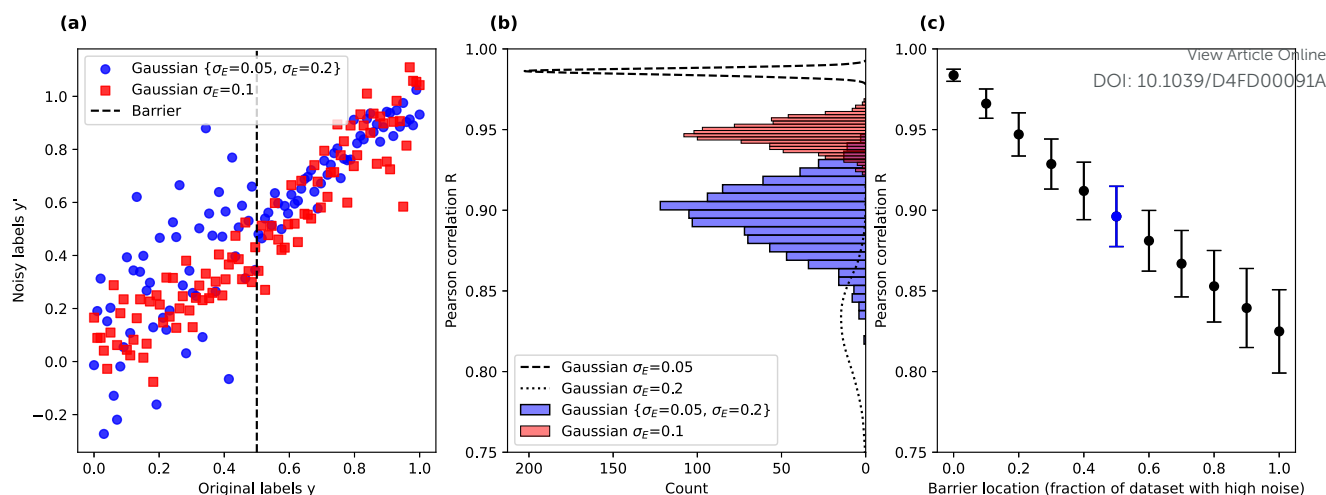 (a)
Gaussian {σE=0.05, σE=0.2}
Gaussian σE=0.1
Barrier
1.0
0.8
0.6
0.4
0.2
0.0
−0.2
Noisy labels y'
0.0
0.2
0.4
0.6
0.8
1.0
Original labels y
(b)
1.00
0.95
0.90
0.85
0.80
0.75
Pearson correlation R
Gaussian σE=0.05
Gaussian σE=0.2
Gaussian {σE=0.05, σE=0.2}
Gaussian σE=0.1
200
150
100
50
0
Count
(c)
View Article Online
DOI: 10.1039/D4FD00091A
1.00
0.95
0.90
0.85
0.80
0.75
Pearson correlation R
0.0
0.2
0.4
0.6
0.8
1.0
Barrier location (fraction of dataset with high noise)